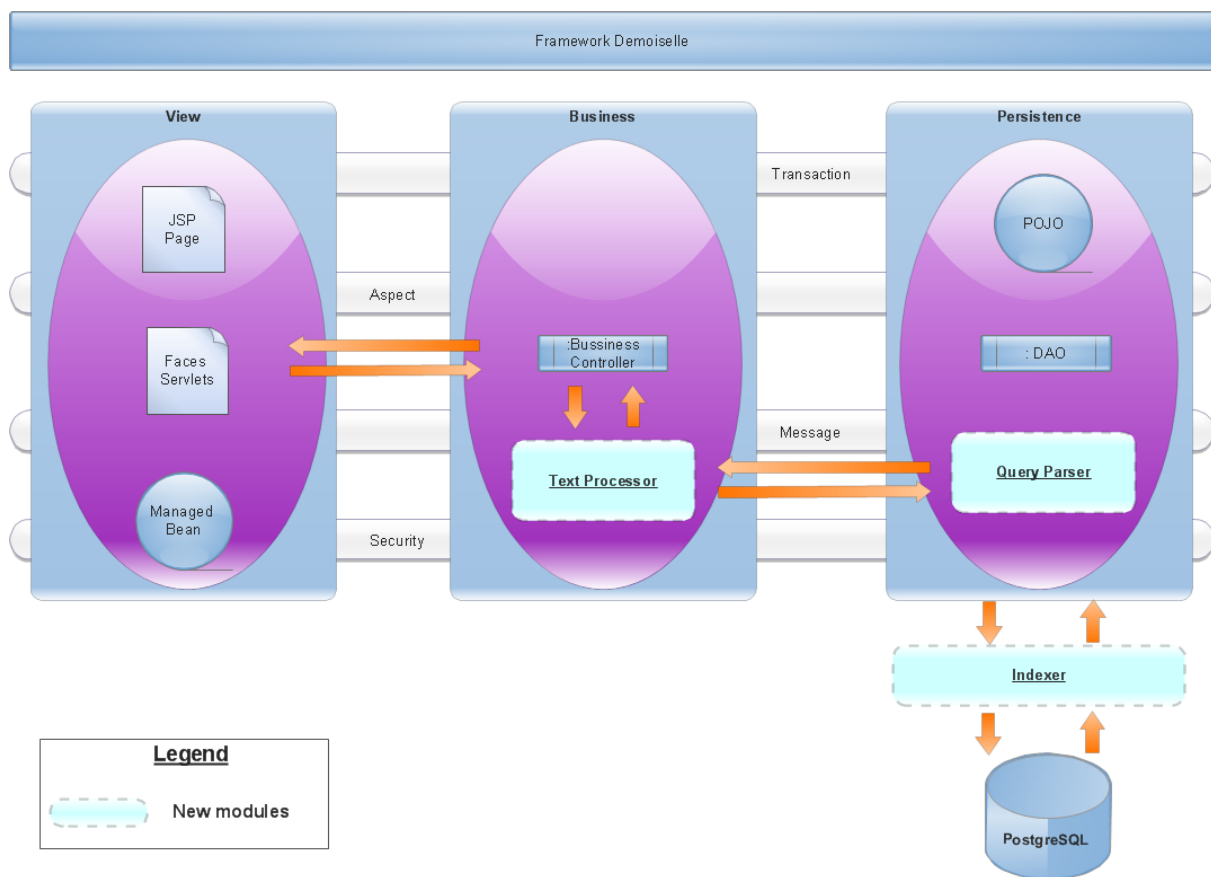 Framework Demoiselle
View
Business
Persistence
Transaction
JSP
Page
POJO
Aspect
Faces
Servlets
:Bussiness
Controller
: DAO
Message
Text Processor
Query Parser
Managed
Bean
Security
Indexer
Legend
New modules
PostgreSQL